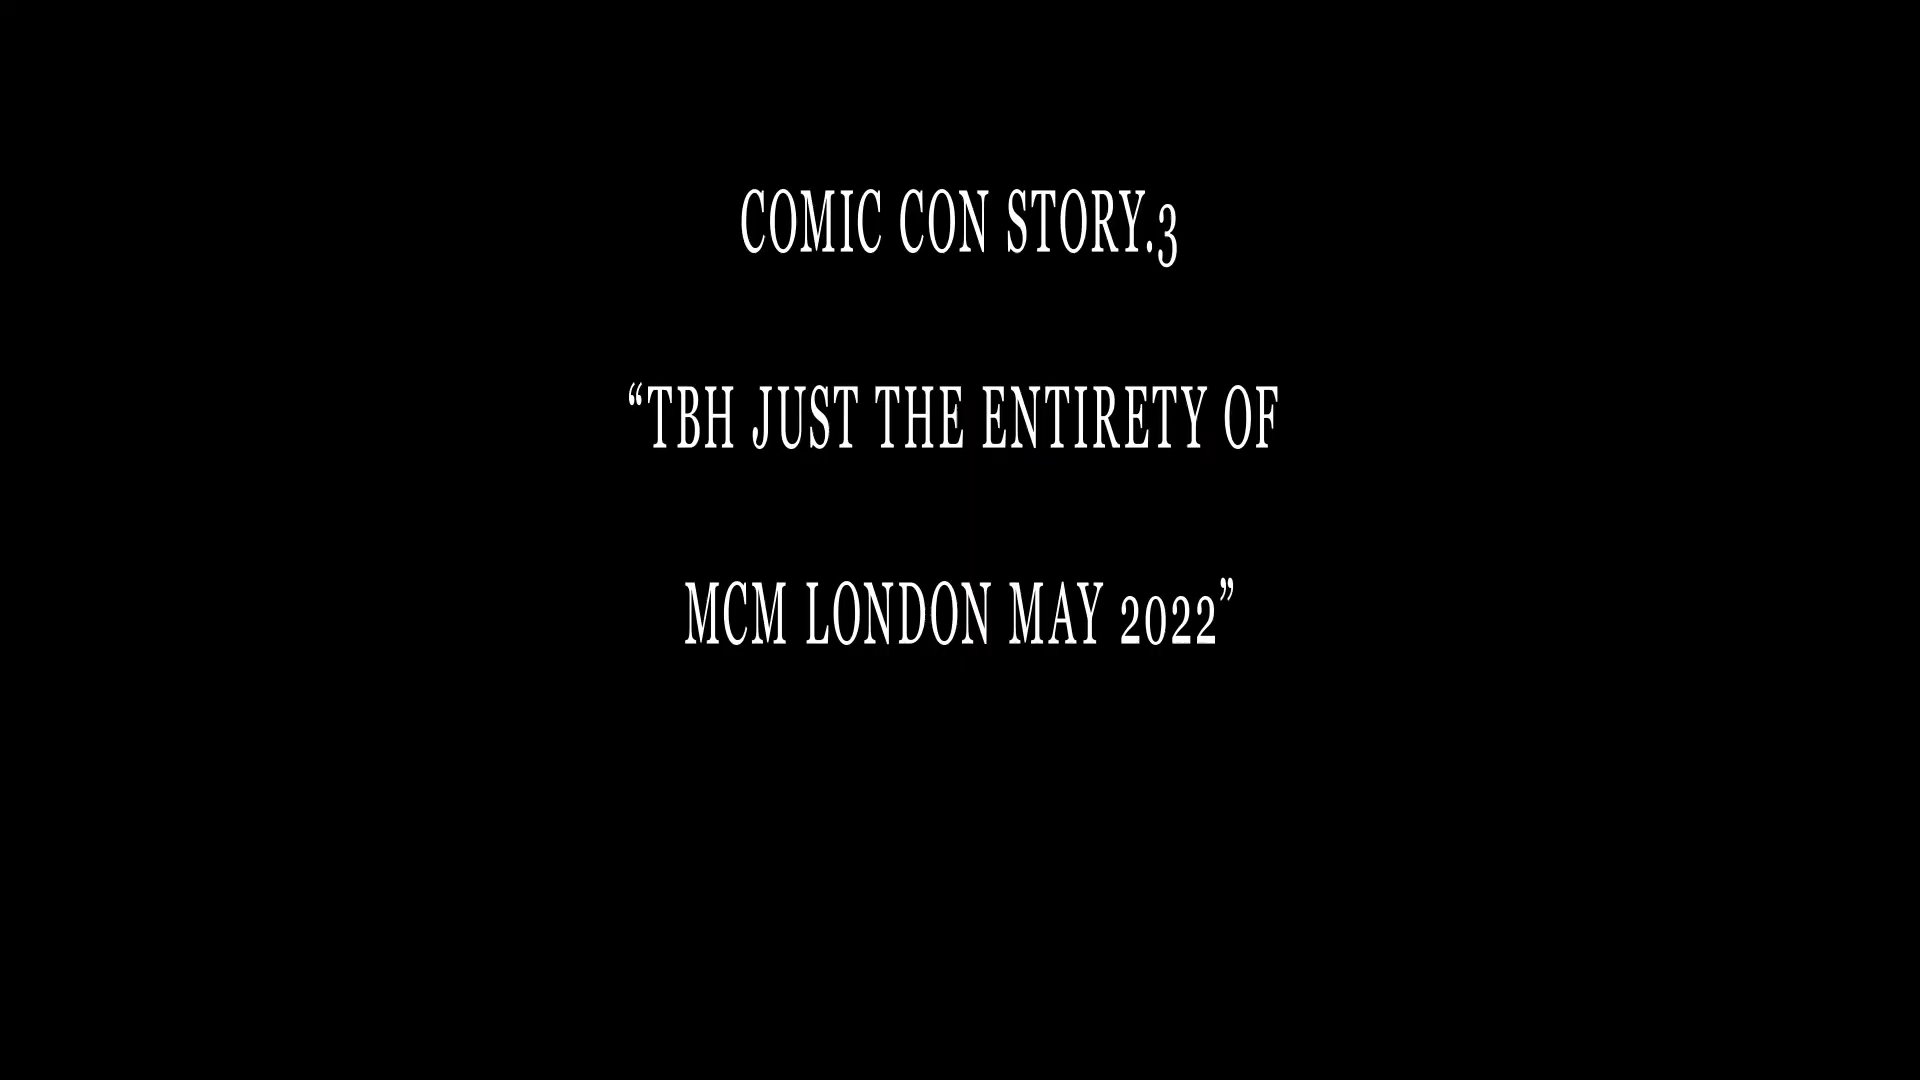 COMIC CON STORY.3
“TBH JUST THE ENTIRETY OF
MCM LONDON MAY 2022”